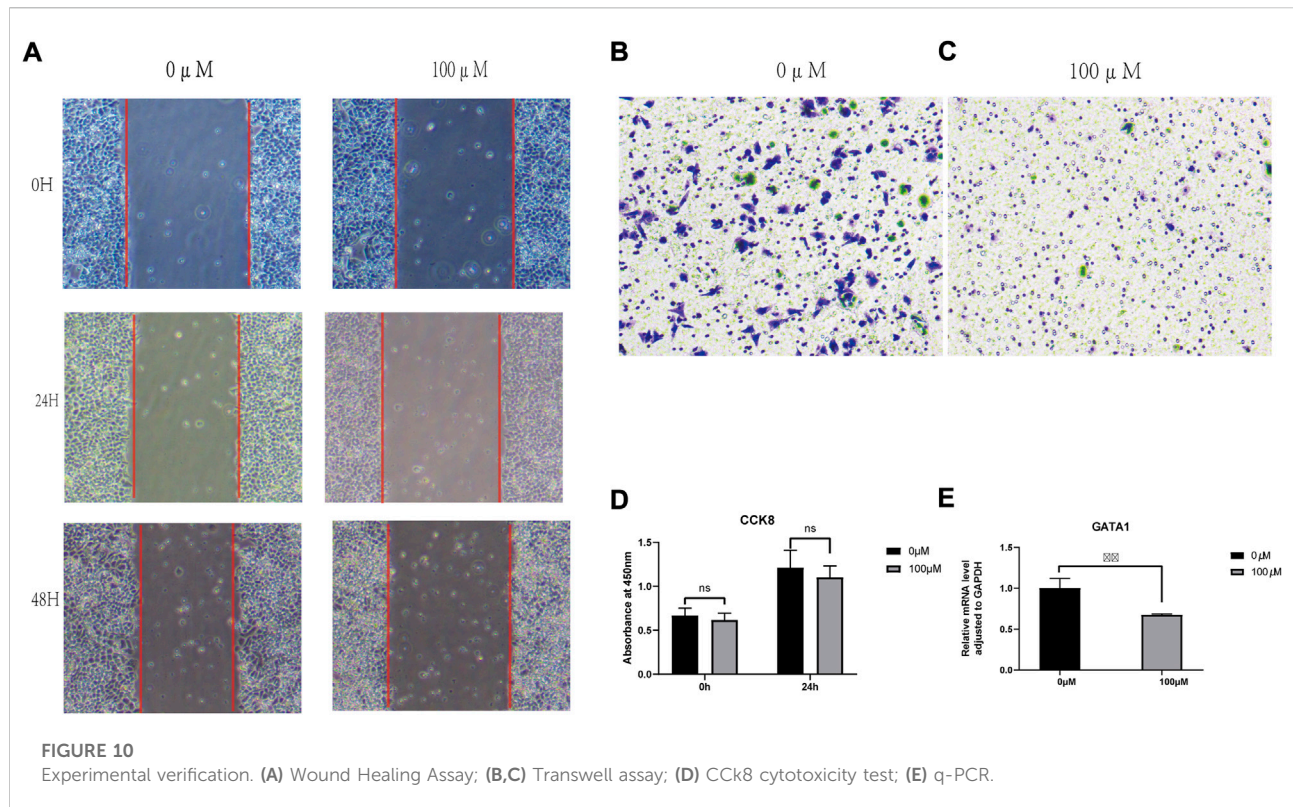 A
0 μ M
100 μ M
0H
24H
48H
B
0 μ M
C
100 μ M
D
CCK8
Absorbance at 450nm
1.5
1.0
0.5
0.0
ns
ns
0h
24h
0μM
100μM
E
GATA1
Relative mRNA level
adjusted to GAPDH
1.5
1.0
0.5
0.0
0μM
100μM
0 μM
100 μM
FIGURE 10
Experimental verification. (A) Wound Healing Assay; (B,C) Transwell assay; (D) CCk8 cytotoxicity test; (E) q-PCR.